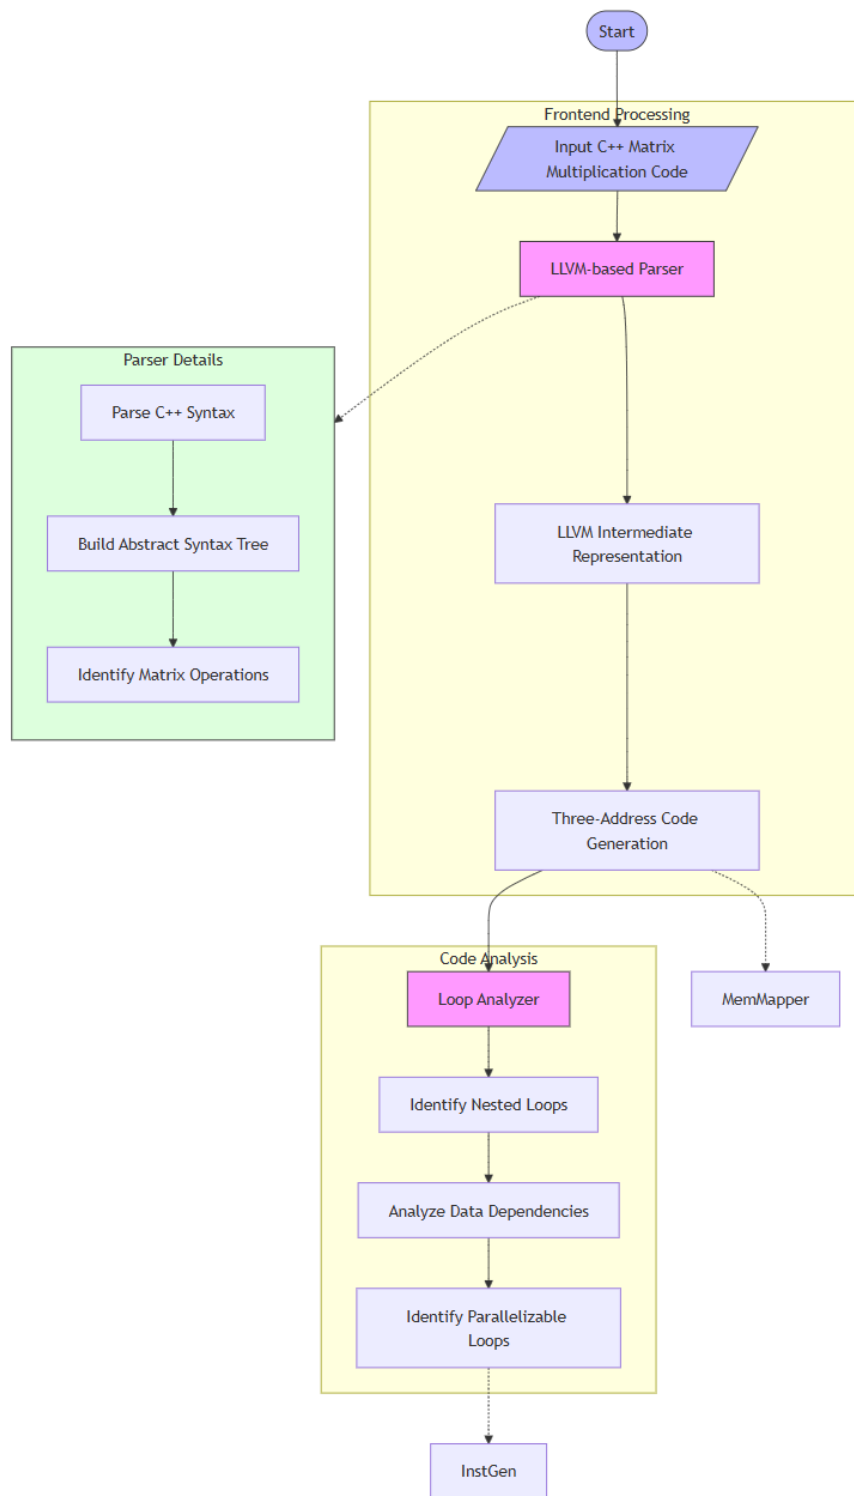 Start
Frontend Processing
Input C++ Matrix
Multiplication Code
LLVM-based Parser
Parser Details
Parse C++ Syntax
Build Abstract Syntax Tree
Identify Matrix Operations
LLVM Intermediate
Representation
Three-Address Code
Generation
Code Analysis
Loop Analyzer
MemMapper
Identify Nested Loops
Analyze Data Dependencies
Identify Parallelizable
Loops
InstGen